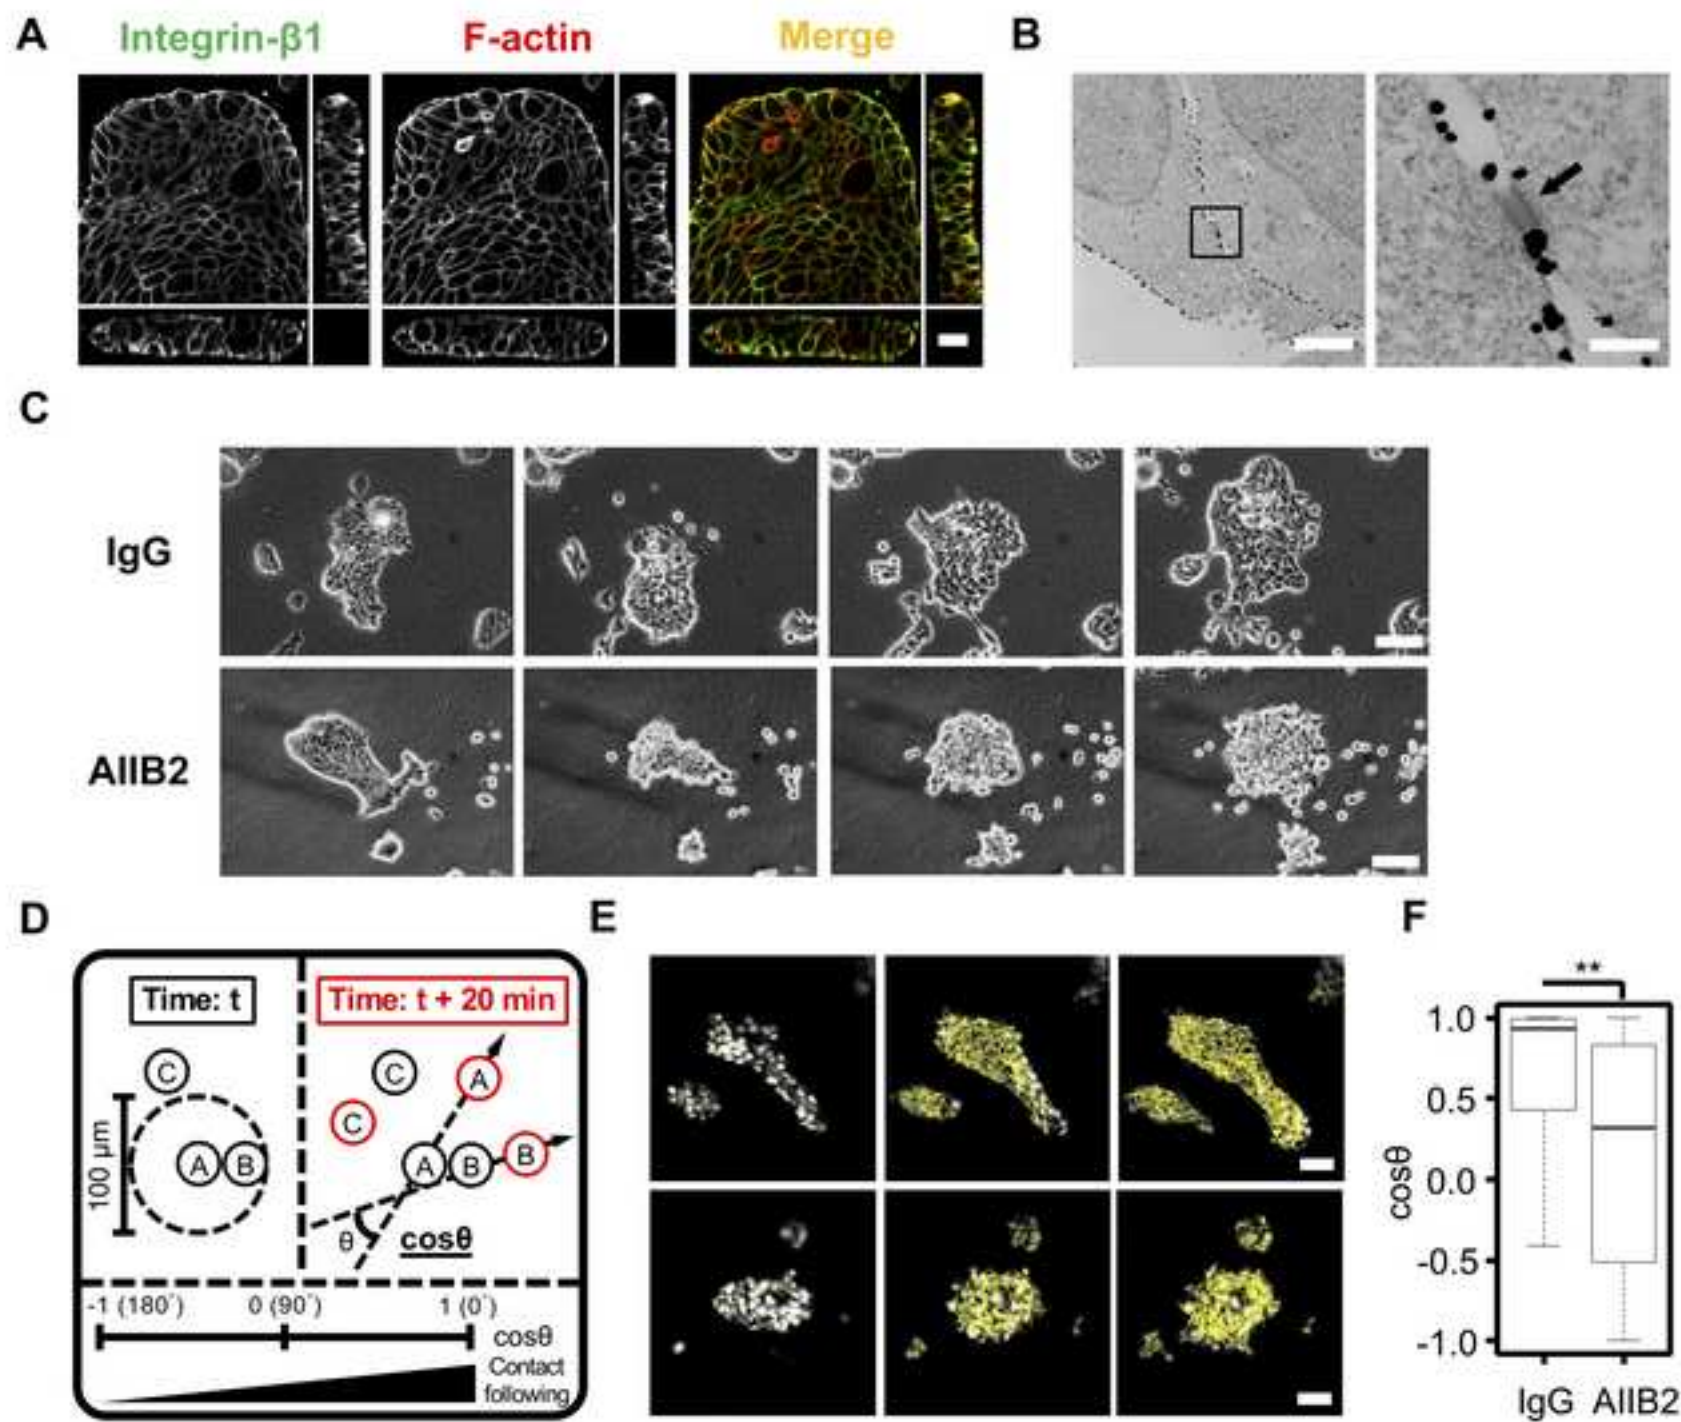 A
Integrin-β1
F-actin
Merge
B
C
IgG
AIIB2
D
Time: t
Time: t + 20 min
C
C
A
C
100 µm
A
B
A
B
B
θ
cosθ
-1 (180°)
0 (90°)
1 (0°)
cosθ
Contact
following
E
F
**
1.0
0.5
0.0
-0.5
-1.0
cosθ
IgG
AIIB2